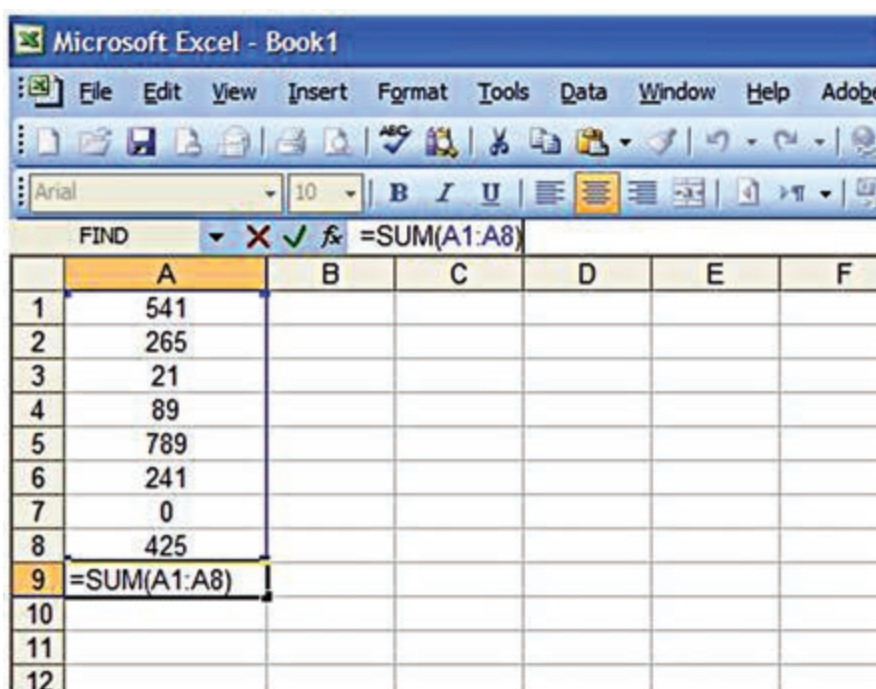 Microsoft Excel - Book1
File Edit View Insert Format Tools Data Window Help Adobe
ABC
Arial 10 B I U
FIND fx =SUM(A1:A8)
A B C D E F
1 541
2 265
3 21
4 89
5 789
6 241
7 0
8 425
9 =SUM(A1:A8)
10
11
12